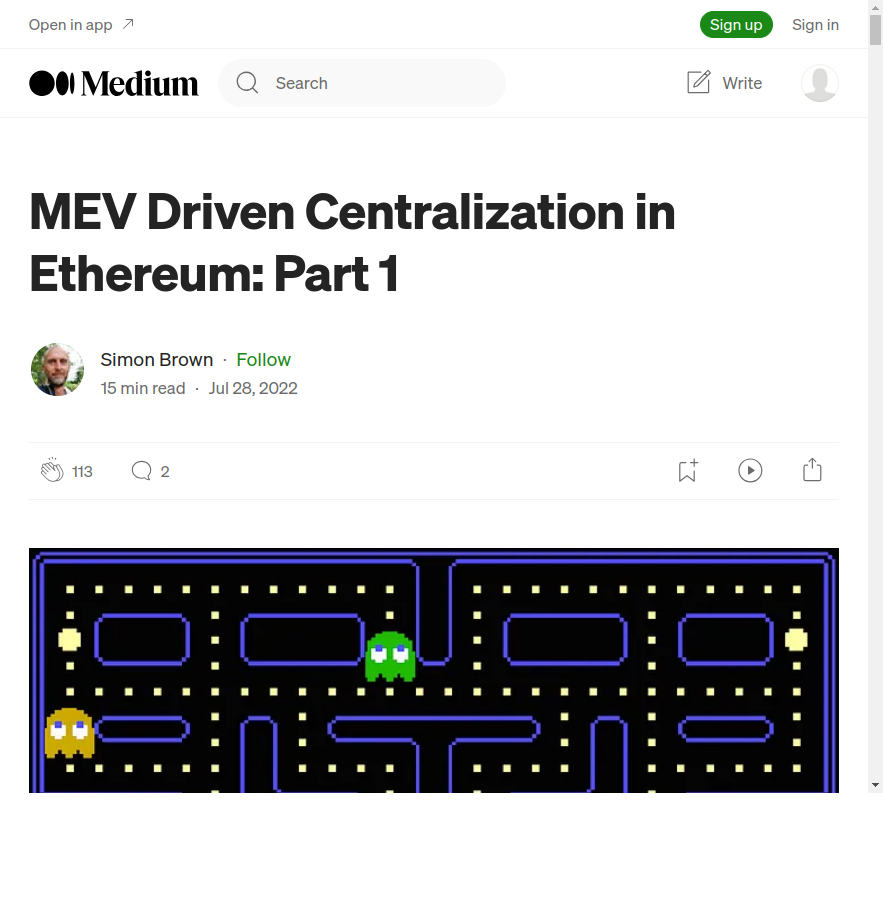 Open in app
Sign up
Sign in
Medium
Search
Write
MEV Driven Centralization in
Ethereum: Part 1
Simon Brown · Follow
15 min read · Jul 28, 2022
113
2